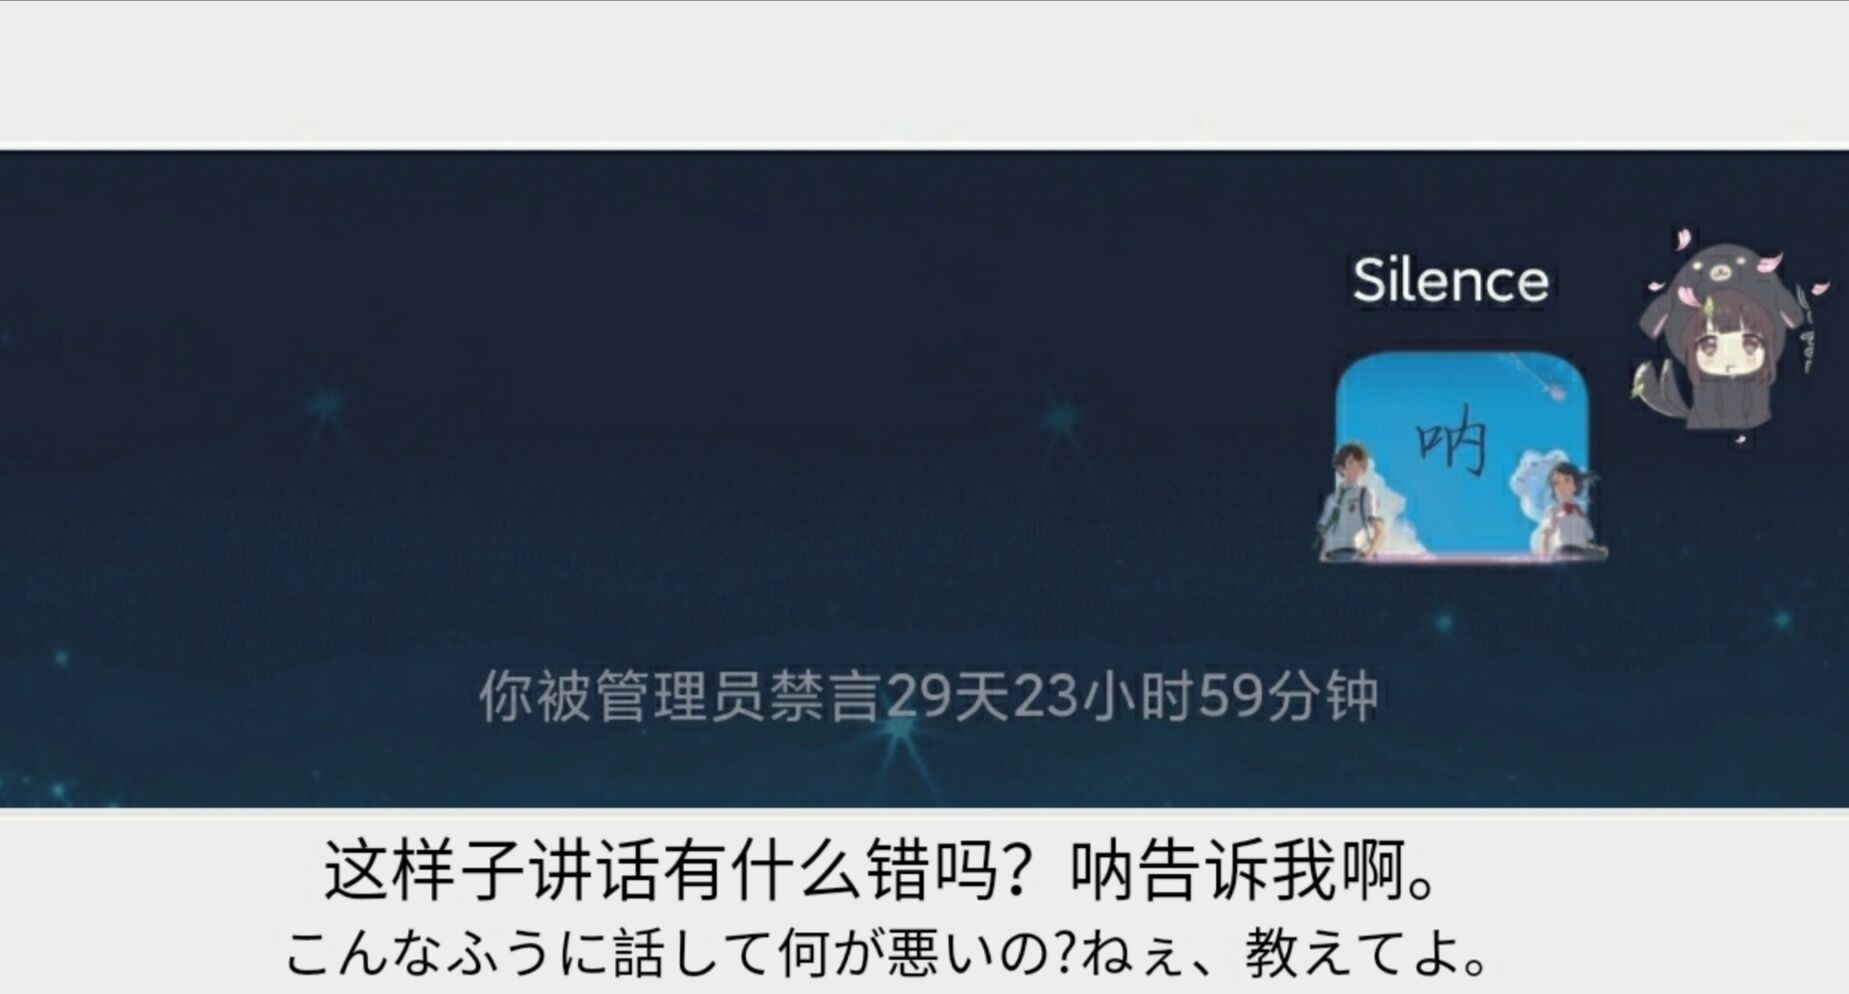 Silence
呐
你被管理员禁言29天23小时59分钟
这样子讲话有什么错吗？呐告诉我啊。
こんなふうに話して何が悪いの?ねぇ、教えてよ。